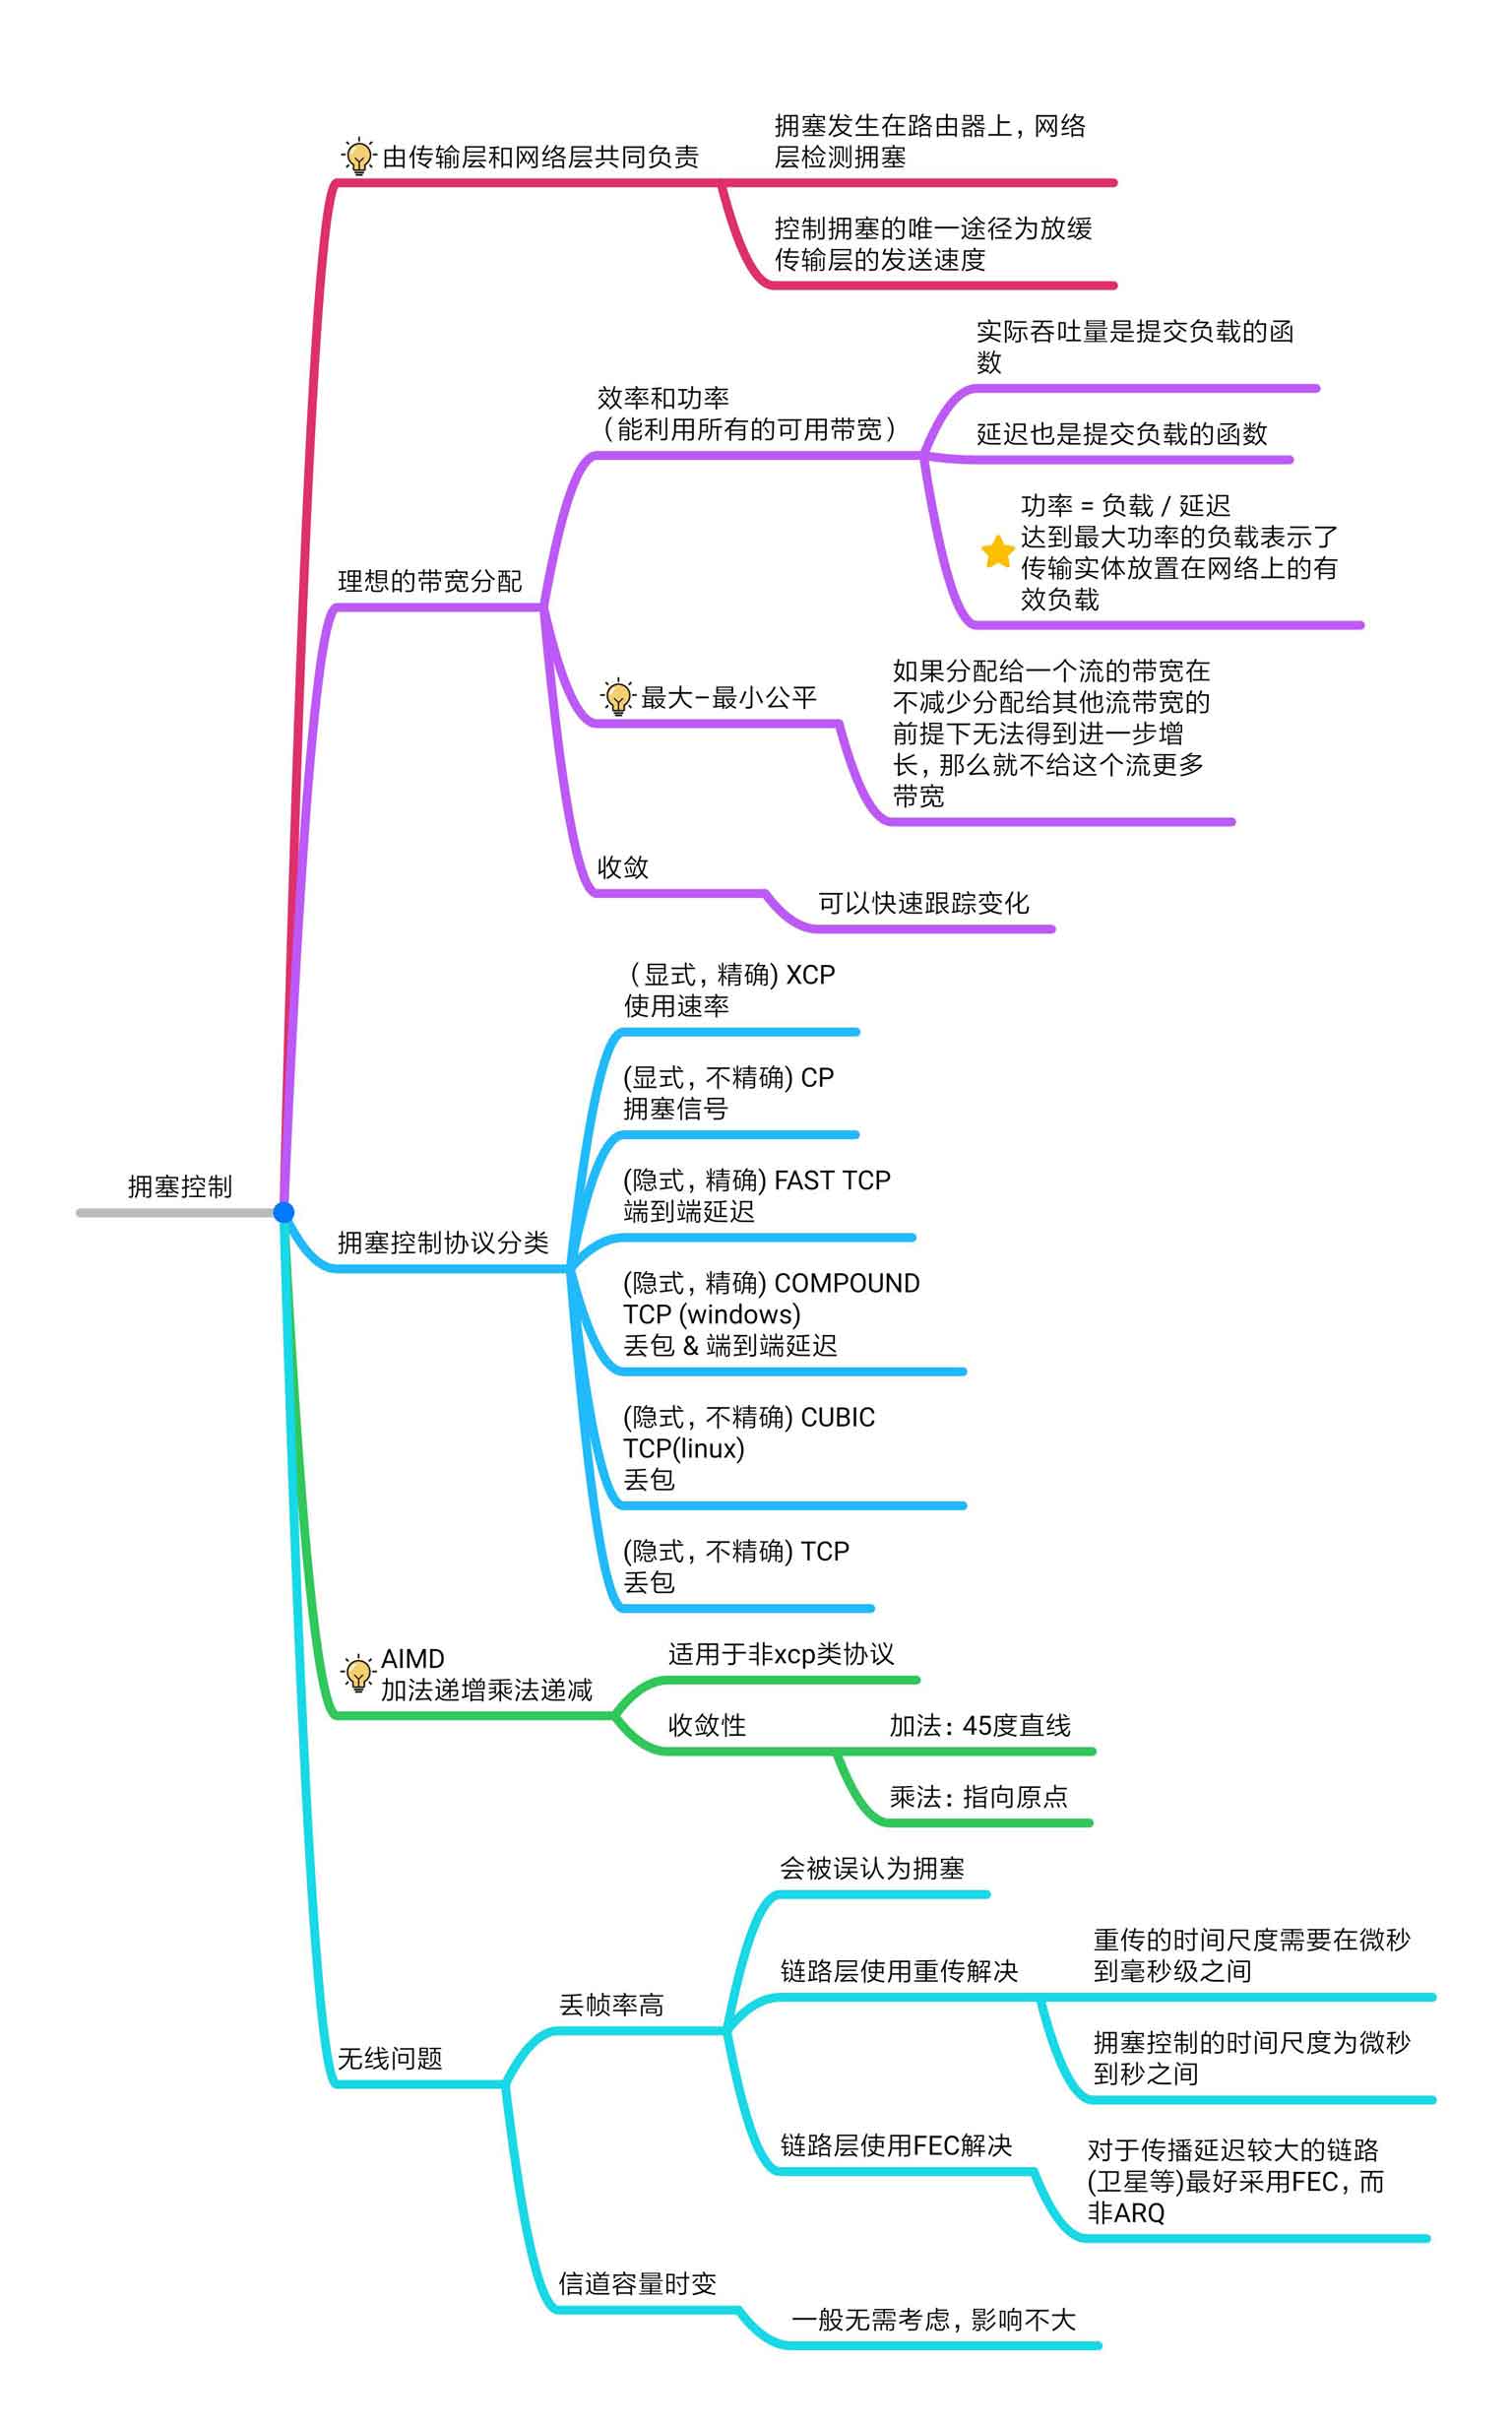 由传输层和网络层共同负责
拥塞发生在路由器上，网络
层检测拥塞
控制拥塞的唯一途径为放缓
传输层的发送速度
理想的带宽分配
效率和功率
（能利用所有的可用带宽）
实际吞吐量是提交负载的函
数
延迟也是提交负载的函数
功率 = 负载 / 延迟
达到最大功率的负载表示了
传输实体放置在网络上的有
效负载
最大-最小公平
如果分配给一个流的带宽在
不减少分配给其他流带宽的
前提下无法得到进一步增
长，那么就不给这个流更多
带宽
收敛
可以快速跟踪变化
拥塞控制
拥塞控制协议分类
（显式，精确) XCP
使用速率
(显式，不精确) CP
拥塞信号
(隐式，精确) FAST TCP
端到端延迟
(隐式，精确) COMPOUND
TCP (windows)
丢包 & 端到端延迟
(隐式，不精确) CUBIC
TCP(linux)
丢包
(隐式，不精确) TCP
丢包
AIMD
加法递增乘法递减
适用于非xcp类协议
收敛性
加法：45度直线
乘法：指向原点
无线问题
丢帧率高
会被误认为拥塞
链路层使用重传解决
重传的时间尺度需要在微秒
到毫秒级之间
拥塞控制的时间尺度为微秒
到秒之间
链路层使用FEC解决
对于传播延迟较大的链路
(卫星等)最好采用FEC，而
非ARQ
信道容量时变
一般无需考虑，影响不大